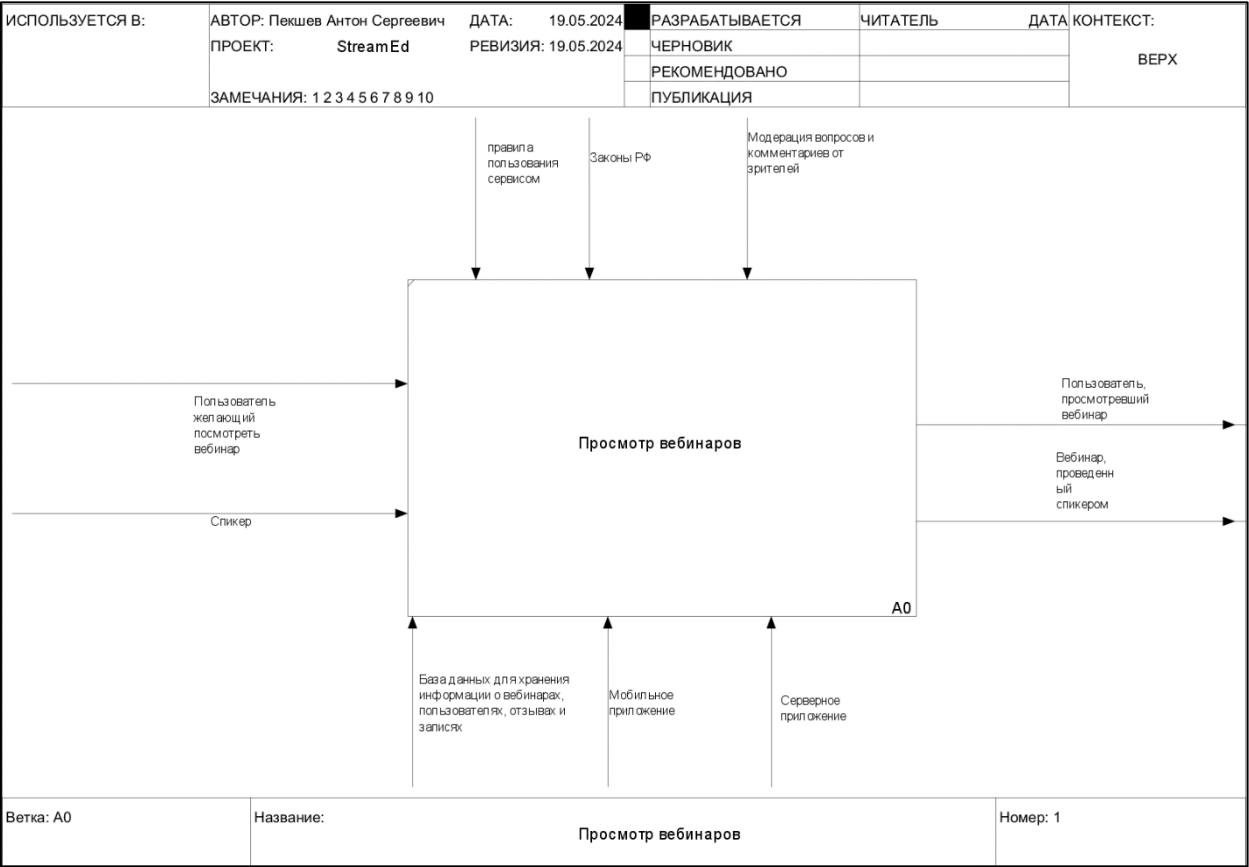 ИСПОЛЬЗУЕТСЯ В:
АВТОР: Пекшев Антон Сергеевич
ДАТА: 19.05.2024
РАЗРАБАТЫВАЕТСЯ
ЧИТАТЕЛЬ
ДАТА
КОНТЕКСТ:
ПРОЕКТ: StreamEd
РЕВИЗИЯ: 19.05.2024
ЧЕРНОВИК
ВЕРХ
РЕКОМЕНДОВАНО
ЗАМЕЧАНИЯ: 1 2 3 4 5 6 7 8 9 10
ПУБЛИКАЦИЯ
правила
пользования
сервисом
Законы РФ
Модерация вопросов и
комментариев от
зрителей
Пользователь
желающий
посмотреть
вебинар
Спикер
Просмотр вебинаров
A0
Пользователь,
просмотревший
вебинар
Вебинар,
проведенн
ый
спикером
База данных для хранения
информации о вебинарах,
пользователях, отзывах и
записях
Мобильное
приложение
Серверное
приложение
Ветка: A0
Название:
Просмотр вебинаров
Номер: 1